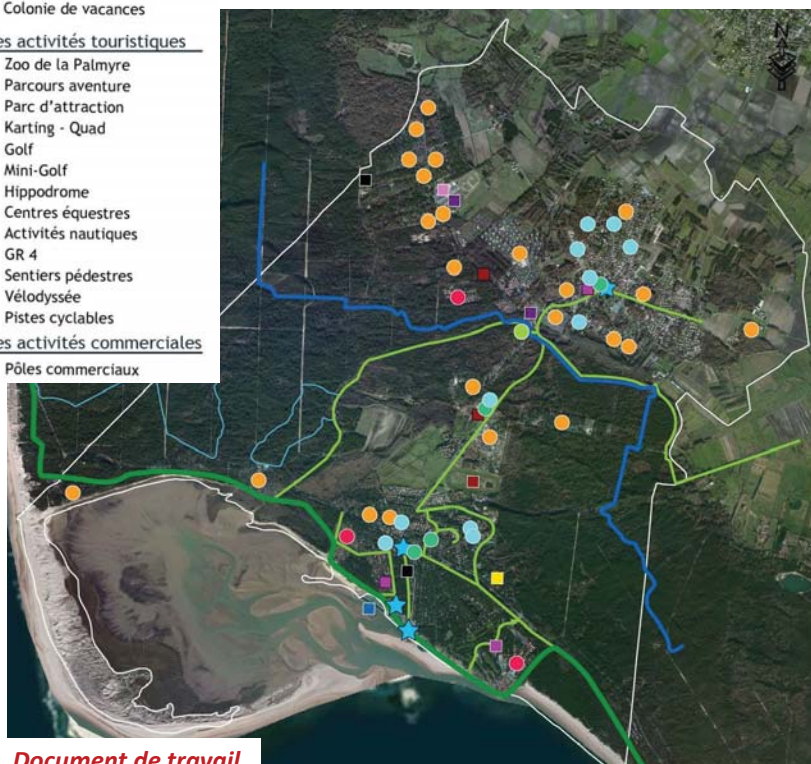 Colonie de vacances
es activités touristiques
Zoo de la Palmyre
Parcours aventure
Parc d'attraction
Karting - Quad
Golf
Mini-Golf
Hippodrome
Centres équestres
Activités nautiques
GR 4
Sentiers pédestres
Vélodyssée
Pistes cyclables
es activités commerciales
Pôles commerciaux
N
Document de travail